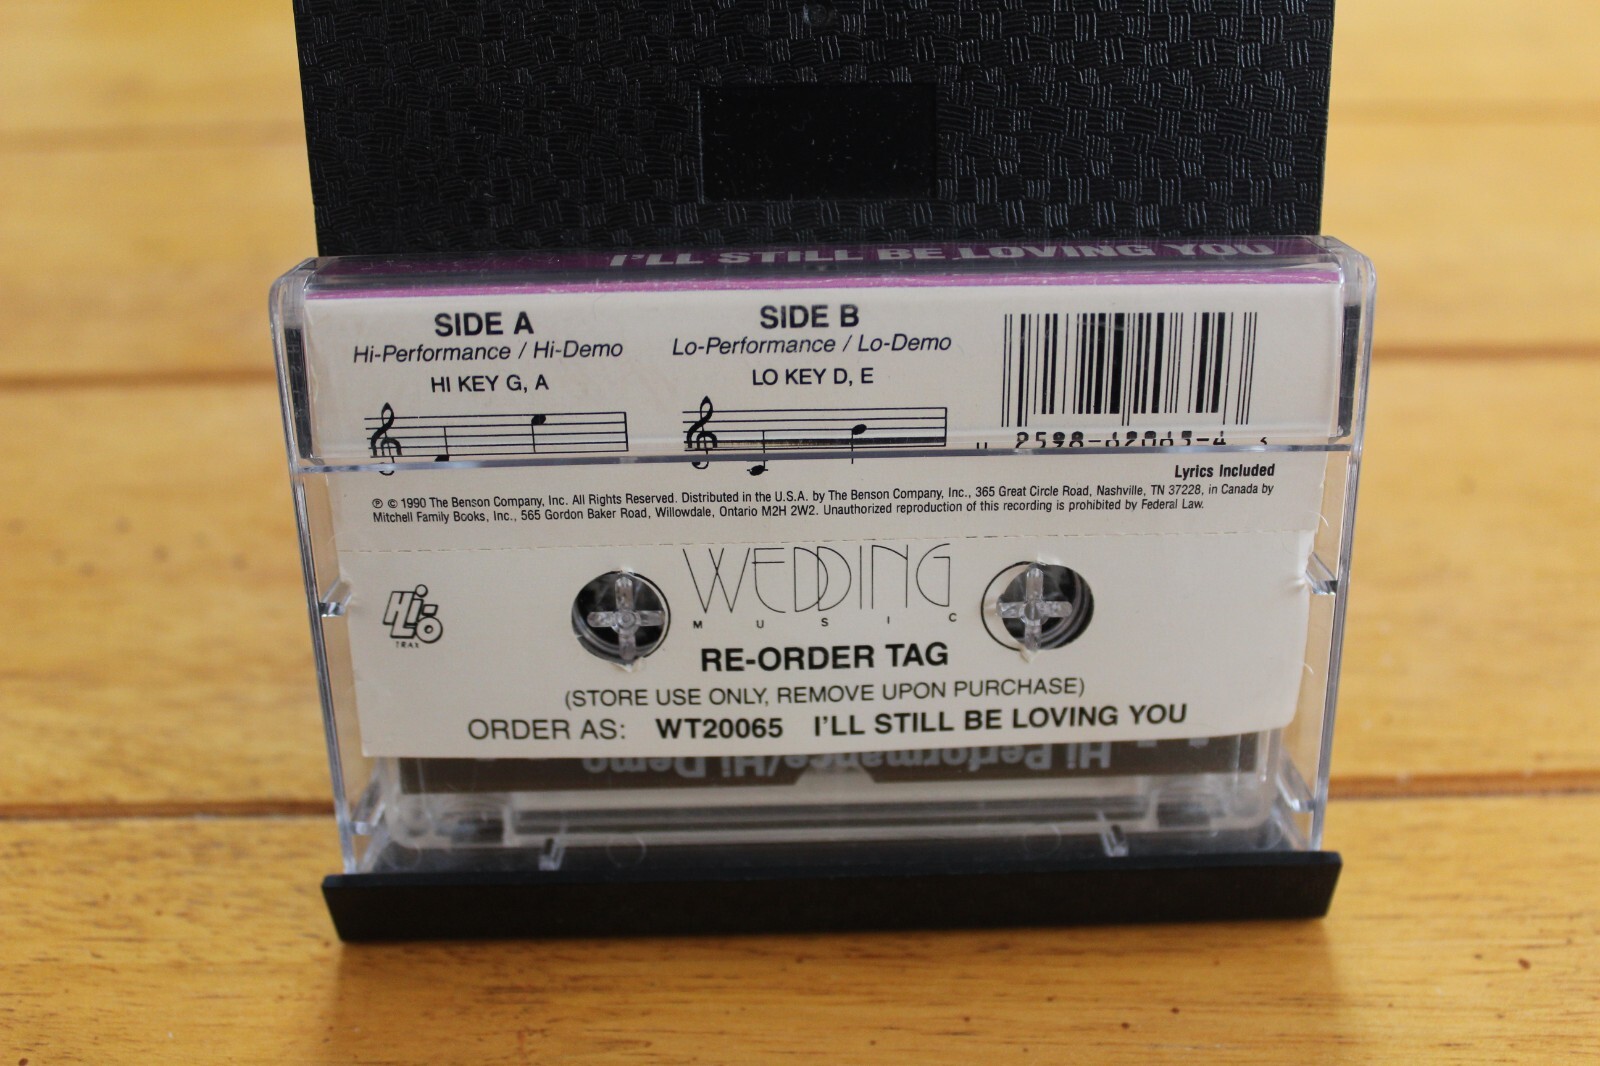 I'LL STILL BE LOVING YOU
SIDE A
Hi-Performance / Hi-Demo
HI KEY G, A
SIDE B
Lo-Performance / Lo-Demo
LO KEY D, E
Lyrics Included
℗ © 1990 The Benson Company, Inc. All Rights Reserved. Distributed in the U.S.A. by The Benson Company, Inc., 365 Great Circle Road, Nashville, TN 37228, in Canada by
Mitchell Family Books, Inc., 565 Gordon Baker Road, Willowdale, Ontario M2H 2W2. Unauthorized reproduction of this recording is prohibited by Federal Law.
WEDDING
MUSIC
Hi-Lo
TRAX
RE-ORDER TAG
(STORE USE ONLY, REMOVE UPON PURCHASE)
ORDER AS: WT20065 I'LL STILL BE LOVING YOU
Hi Performance/Hi Demo